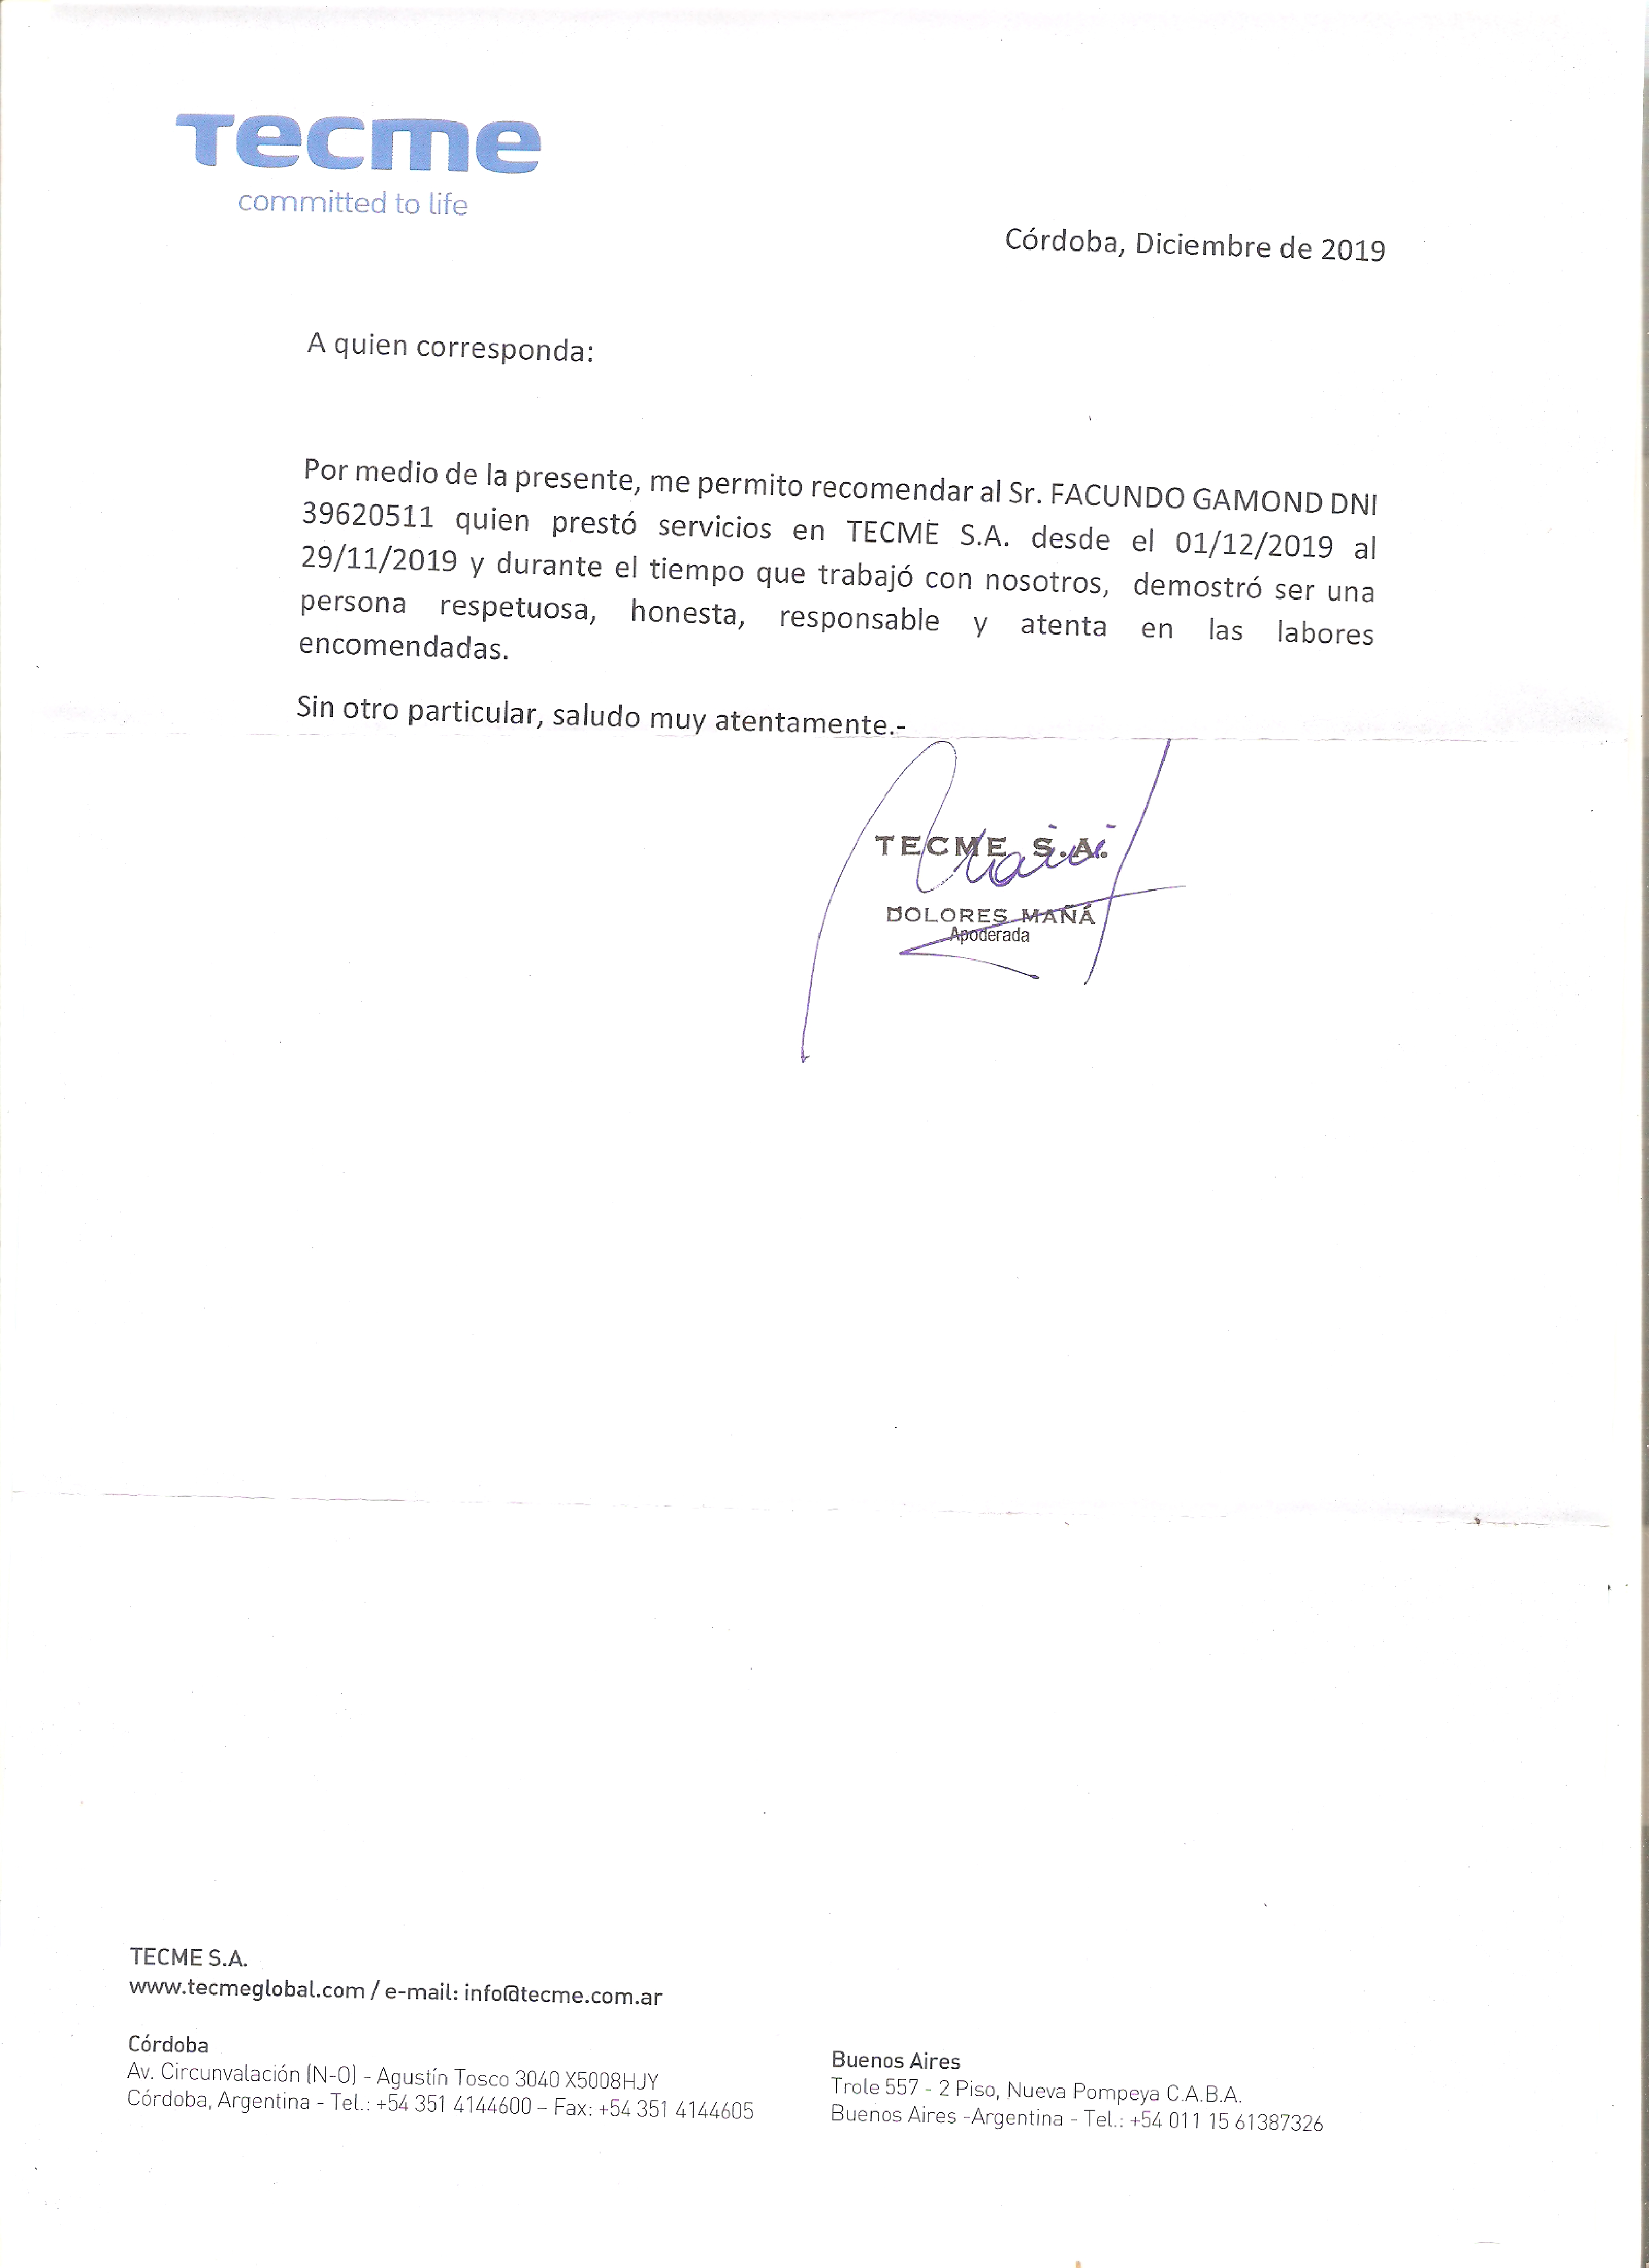 Tecme
committed to life
Córdoba, Diciembre de 2019
A quien corresponda:
Por medio de la presente, me permito recomendar al Sr. FACUNDO GAMOND DNI
39620511 quien prestó servicios en TECME S.A. desde el 01/12/2019 al
29/11/2019 y durante el tiempo que trabajó con nosotros, demostró ser una
persona respetuosa, honesta, responsable y atenta en las labores
encomendadas.
Sin otro particular, saludo muy atentamente.-
TECME S.A.
DOLORES MAÑÁ
Apoderada
TECME S.A.
www.tecmeglobal.com / e-mail: info@tecme.com.ar
Córdoba
Av. Circunvalación (N-O) - Agustín Tosco 3040 X5008HJY
Córdoba, Argentina - Tel.: +54 351 4144600 – Fax: +54 351 4144605
Buenos Aires
Trole 557 - 2 Piso, Nueva Pompeya C.A.B.A.
Buenos Aires -Argentina - Tel.: +54 011 15 61387326